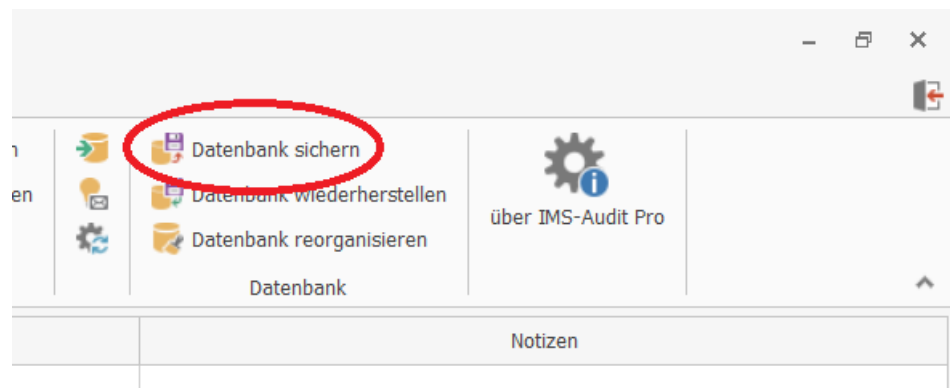 n
Datenbank sichern
en
Datenbank wiederherstellen
Datenbank reorganisieren
Datenbank
über IMS-Audit Pro
Notizen